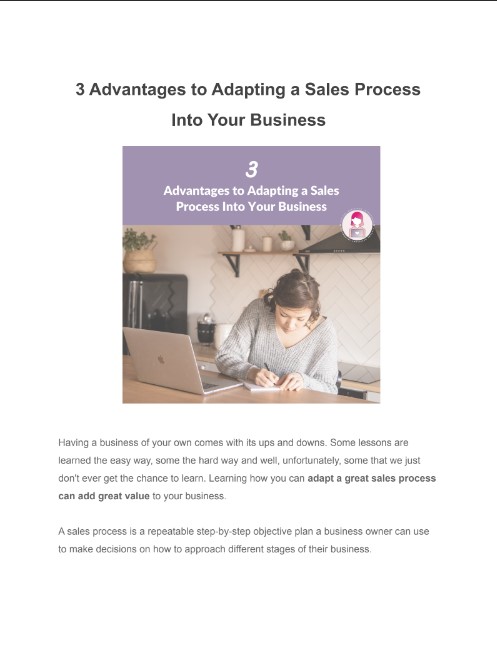 3 Advantages to Adapting a Sales Process
Into Your Business
3
Advantages to Adapting a Sales
Process Into Your Business
Having a business of your own comes with its ups and downs. Some lessons are
learned the easy way, some the hard way and well, unfortunately, some that we just
don't ever get the chance to learn. Learning how you can adapt a great sales process
can add great value to your business.
A sales process is a repeatable step-by-step objective plan a business owner can use
to make decisions on how to approach different stages of their business.